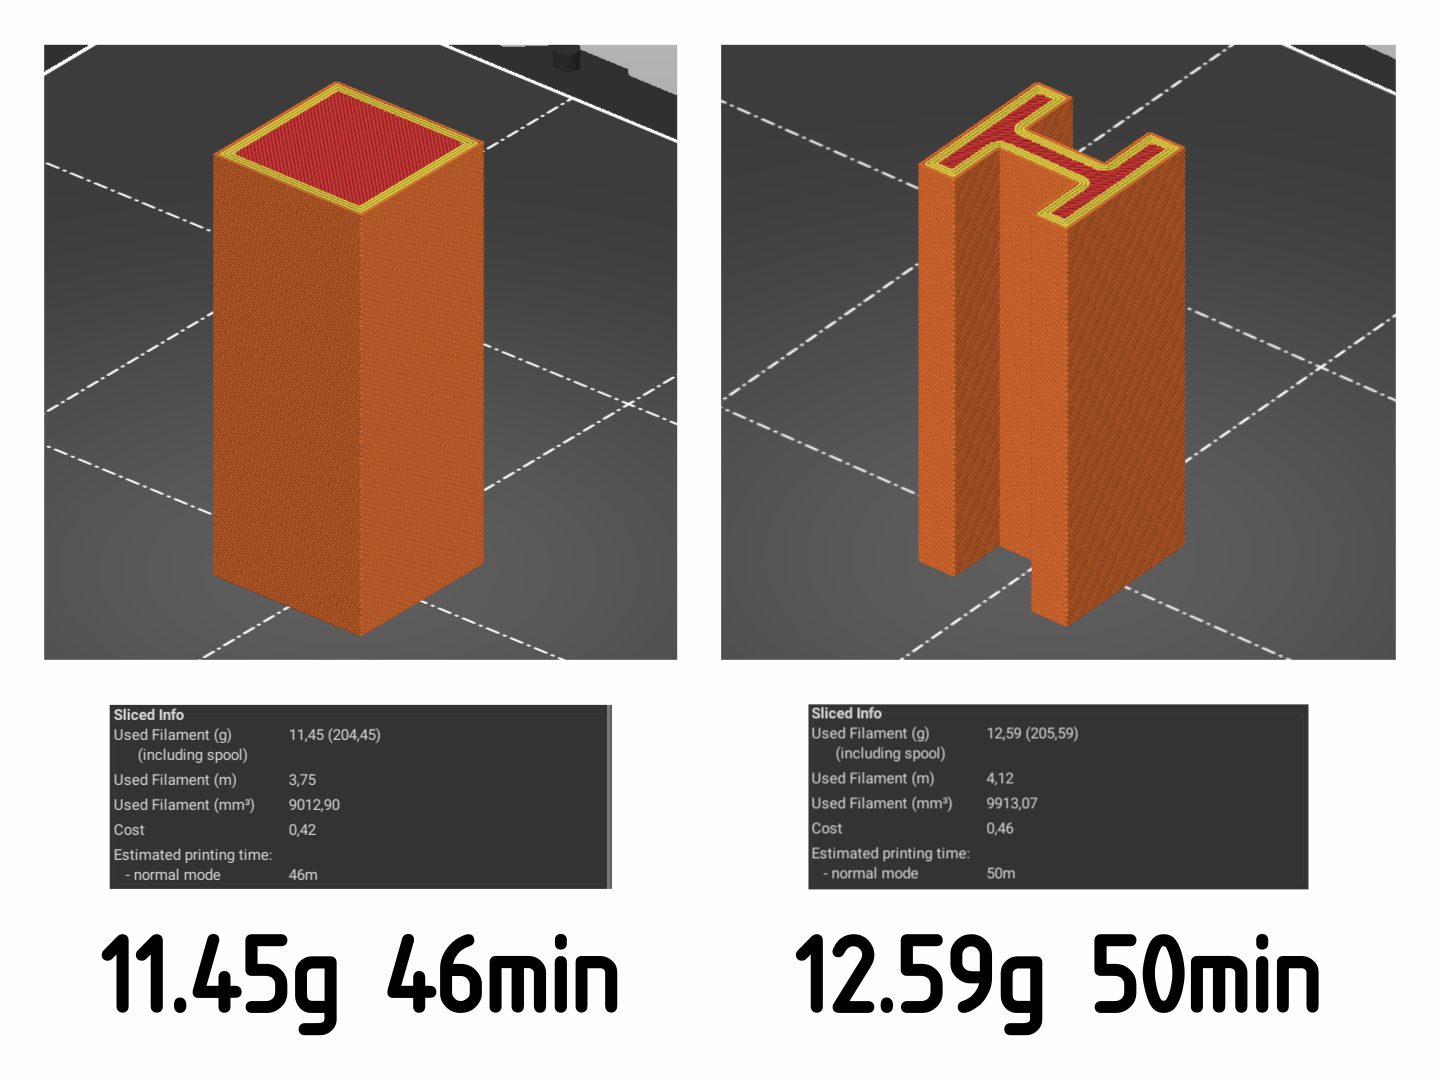 Sliced Info
Used Filament (g) 11,45 (204,45)
(including spool)
Used Filament (m) 3,75
Used Filament (mm³) 9012,90
Cost 0,42
Estimated printing time:
- normal mode 46m
11.45g 46min
Sliced Info
Used Filament (g) 12,59 (205,59)
(including spool)
Used Filament (m) 4,12
Used Filament (mm³) 9913,07
Cost 0,46
Estimated printing time:
- normal mode 50m
12.59g 50min